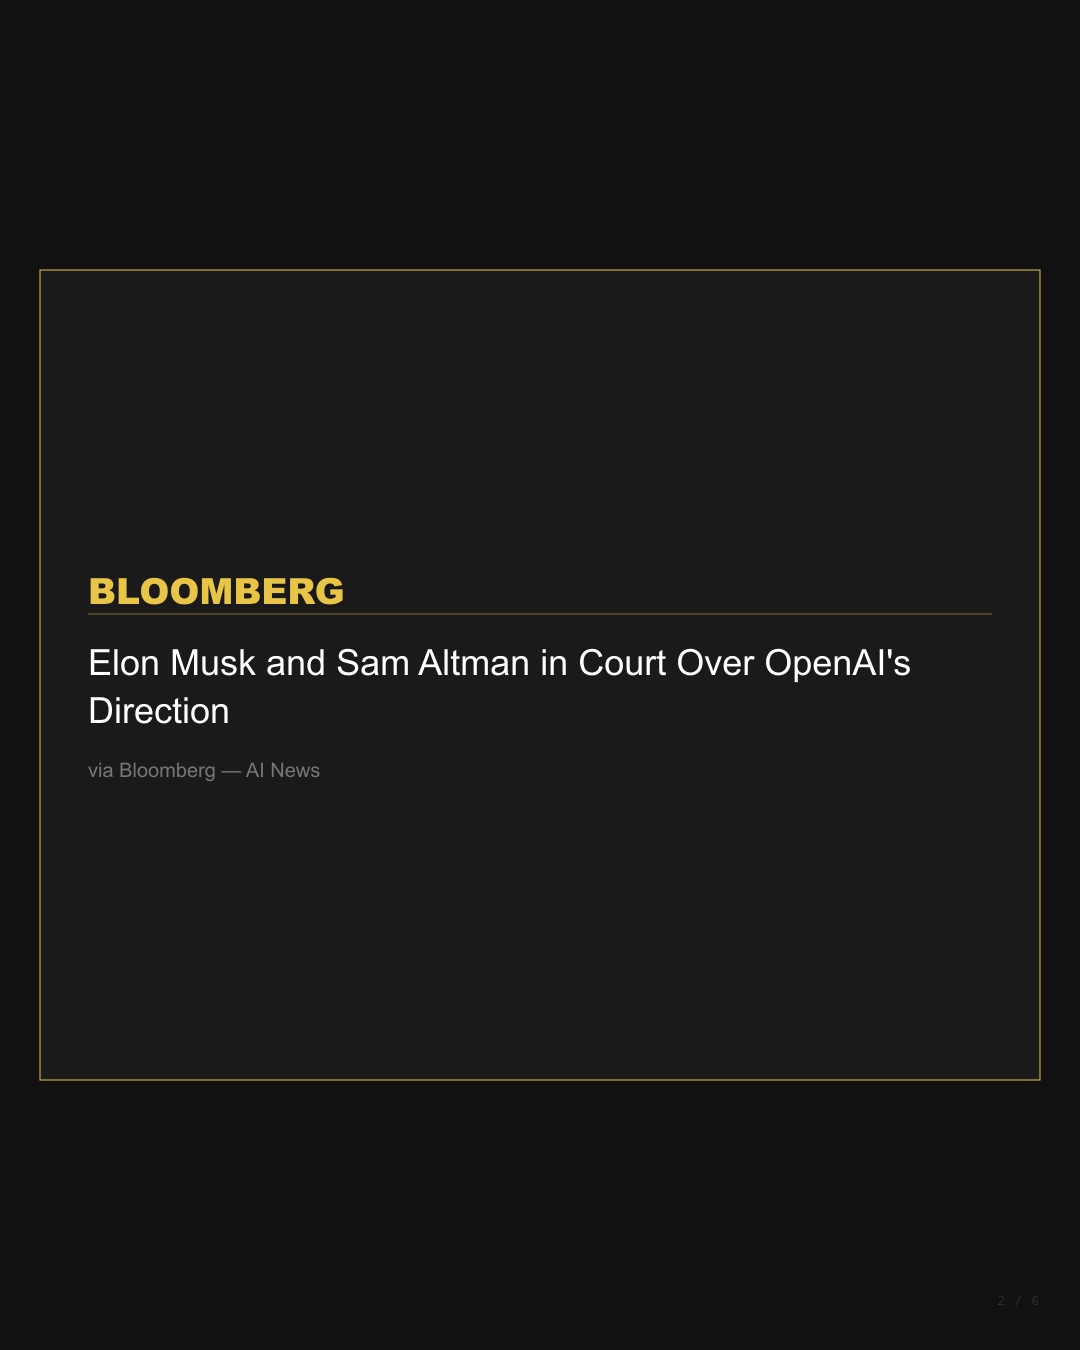 BLOOMBERG
Elon Musk and Sam Altman in Court Over OpenAI's
Direction
via Bloomberg — AI News
2 / 6